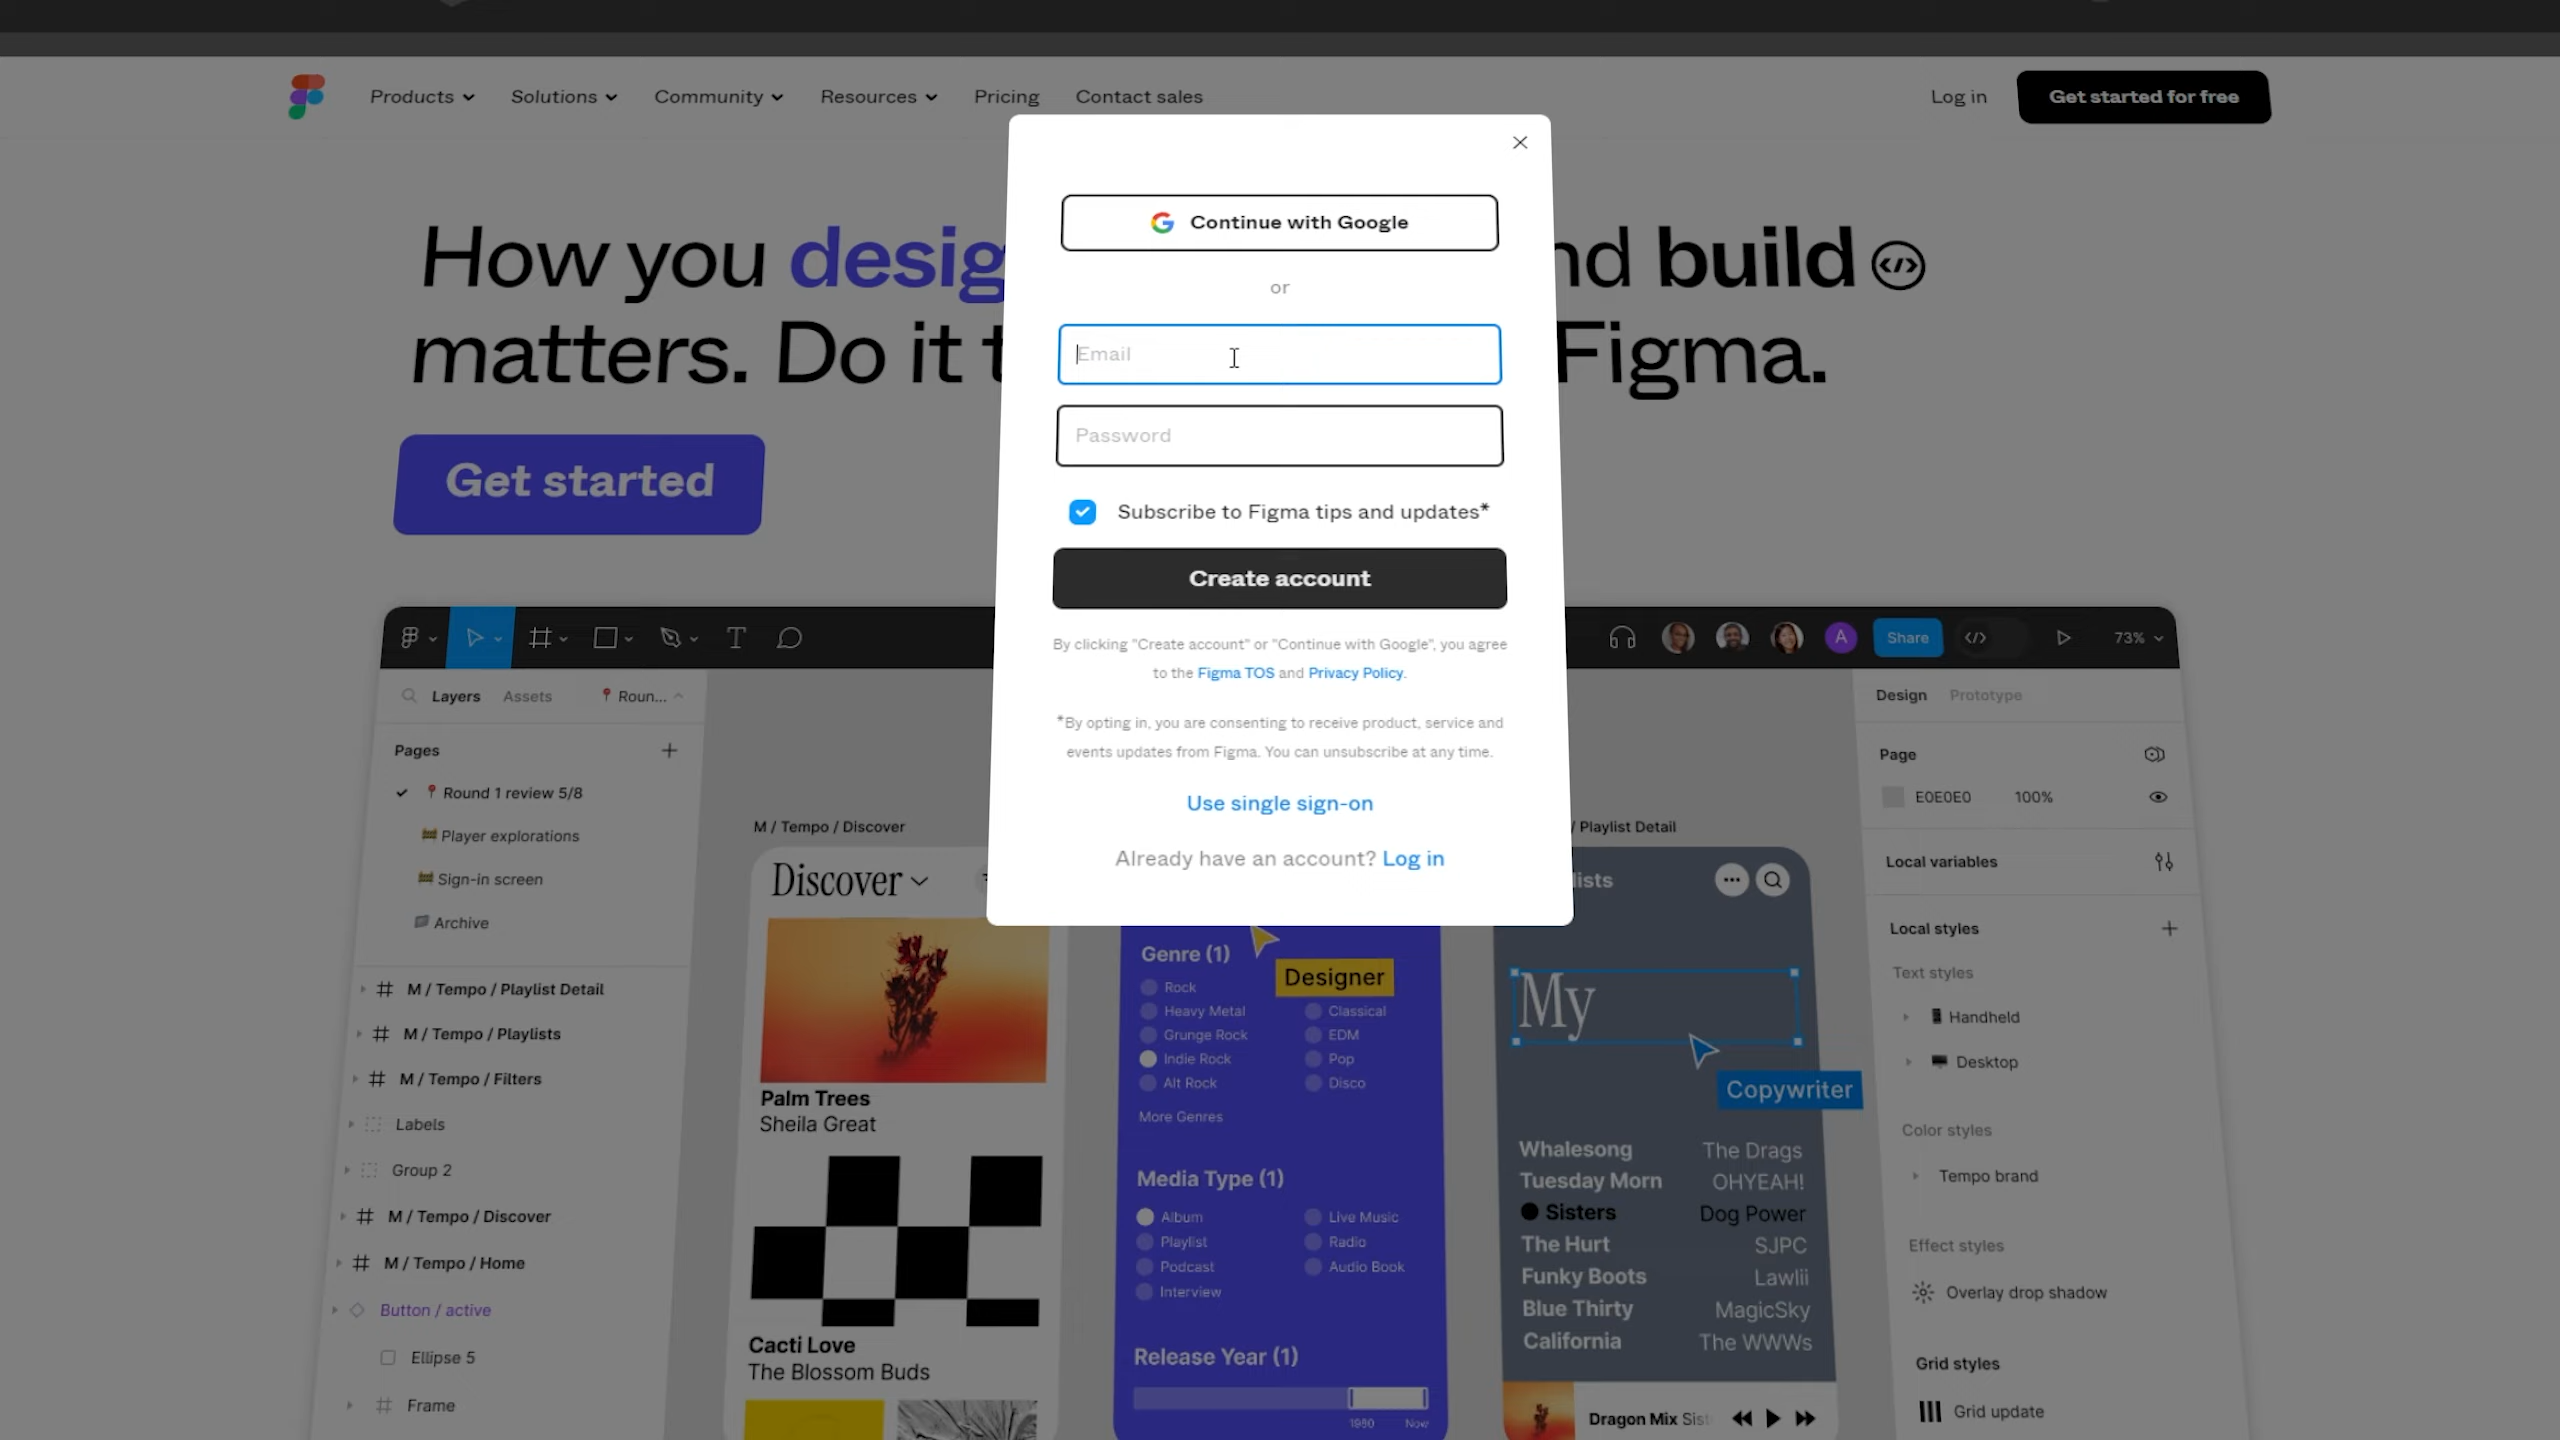 Products
Solutions
Community
Resources
Pricing
Contact sales
Log in
Get started for free
How you desig
nd build
matters. Do it t
Figma.
Get started
Continue with Google
or
Email
Password
Subscribe to Figma tips and updates*
Create account
By clicking "Create account" or "Continue with Google", you agree
to the Figma TOS and Privacy Policy.
*By opting in, you are consenting to receive product, service and
events updates from Figma. You can unsubscribe at any time.
Use single sign-on
Already have an account? Log in
A
Share
73%
Layers
Assets
Roun...
Pages
Round 1 review 5/8
Player explorations
Sign-in screen
Archive
M / Tempo / Playlist Detail
M / Tempo / Playlists
M / Tempo / Filters
Labels
Group 2
M / Tempo / Discover
M / Tempo / Home
Button / active
Ellipse 5
Frame
M / Tempo / Discover
Discover
Palm Trees
Sheila Great
Cacti Love
The Blossom Buds
Genre (1)
Designer
Rock
Heavy Metal
Classical
Grunge Rock
EDM
Indie Rock
Pop
Alt Rock
Disco
More Genres
Media Type (1)
Album
Live Music
Playlist
Radio
Podcast
Audio Book
Interview
Release Year (1)
1980
Now
/ Playlist Detail
lists
My
Copywriter
Whalesong
The Drags
Tuesday Morn
OHYEAH!
Sisters
Dog Power
The Hurt
SJPC
Funky Boots
Lawlii
Blue Thirty
MagicSky
California
The WWWs
Dragon Mix Sist
Design
Prototype
Page
E0E0E0
100%
Local variables
Local styles
Text styles
Handheld
Desktop
Color styles
Tempo brand
Effect styles
Overlay drop shadow
Grid styles
Grid update